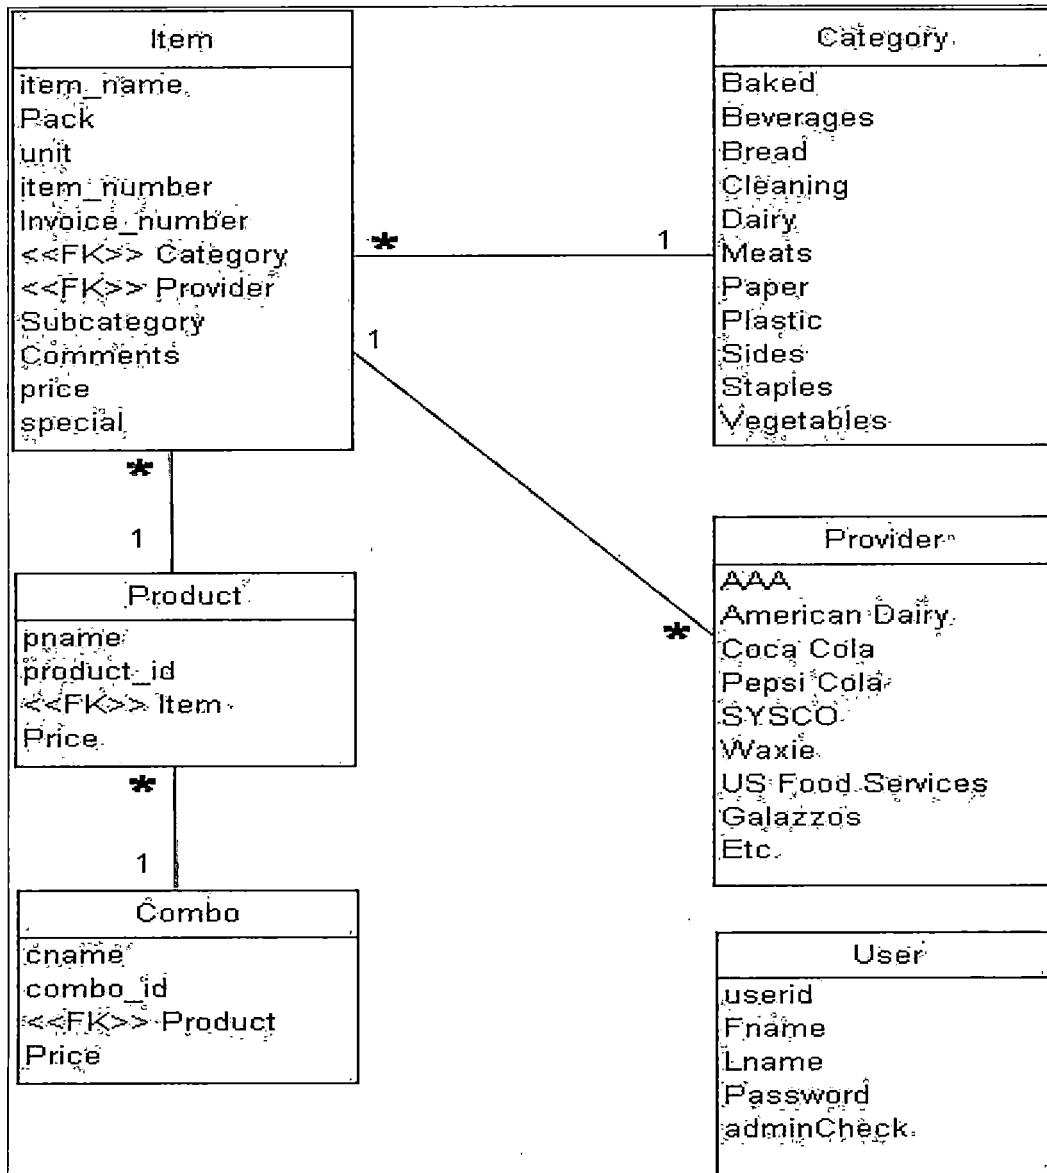 Item
item_name
Pack
unit
item_number
Invoice_number
<<FK>> Category
<<FK>> Provider
Subcategory
Comments
price
special
*
1
Category
Baked
Beverages
Bread
Cleaning
Dairy
Meats
Paper
Plastic
Sides
Staples
Vegetables
1
*
*
1
Product
pname
product_id
<<FK>> Item
Price
Provider
AAA
American Dairy
Coca Cola
Pepsi Cola
SYSCO
Waxie
US Food Services
Galazzos
Etc.
*
1
Combo
cname
combo_id
<<FK>> Product
Price
User
userid
Fname
Lname
Password
adminCheck